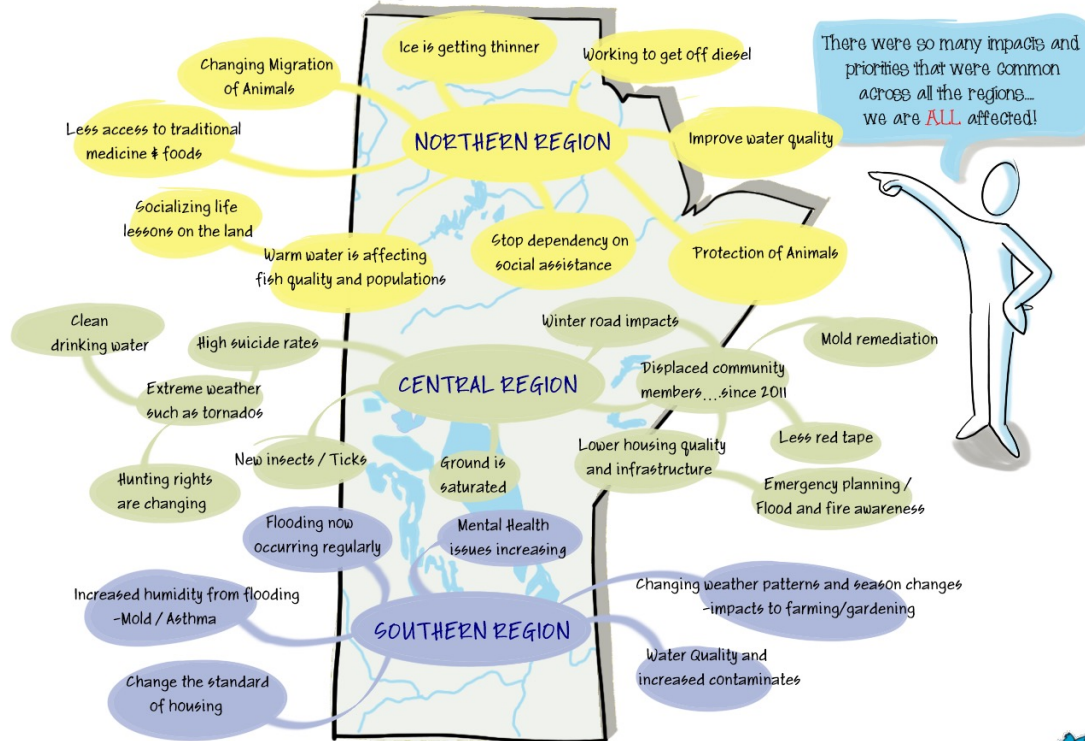 Ice is getting thinner
Working to get off diesel
Changing Migration
of Animals
Less access to traditional
medicine & foods
NORTHERN REGION
Improve water quality
Socializing life
lessons on the land
Warm water is affecting
fish quality and populations
Stop dependency on
social assistance
Protection of Animals
There were so many impacts and
priorities that were common
across all the regions...
we are ALL affected!
Clean
drinking water
High suicide rates
Extreme weather
such as tornados
Hunting rights
are changing
New insects / Ticks
CENTRAL REGION
Ground is
saturated
Winter road impacts
Displaced community
members....since 2011
Mold remediation
Less red tape
Lower housing quality
and infrastructure
Emergency planning /
Flood and fire awareness
Flooding now
occurring regularly
Mental Health
issues increasing
Increased humidity from flooding
-Mold / Asthma
SOUTHERN REGION
Changing weather patterns and season changes
-impacts to farming/gardening
Water Quality and
increased contaminates
Change the standard
of housing